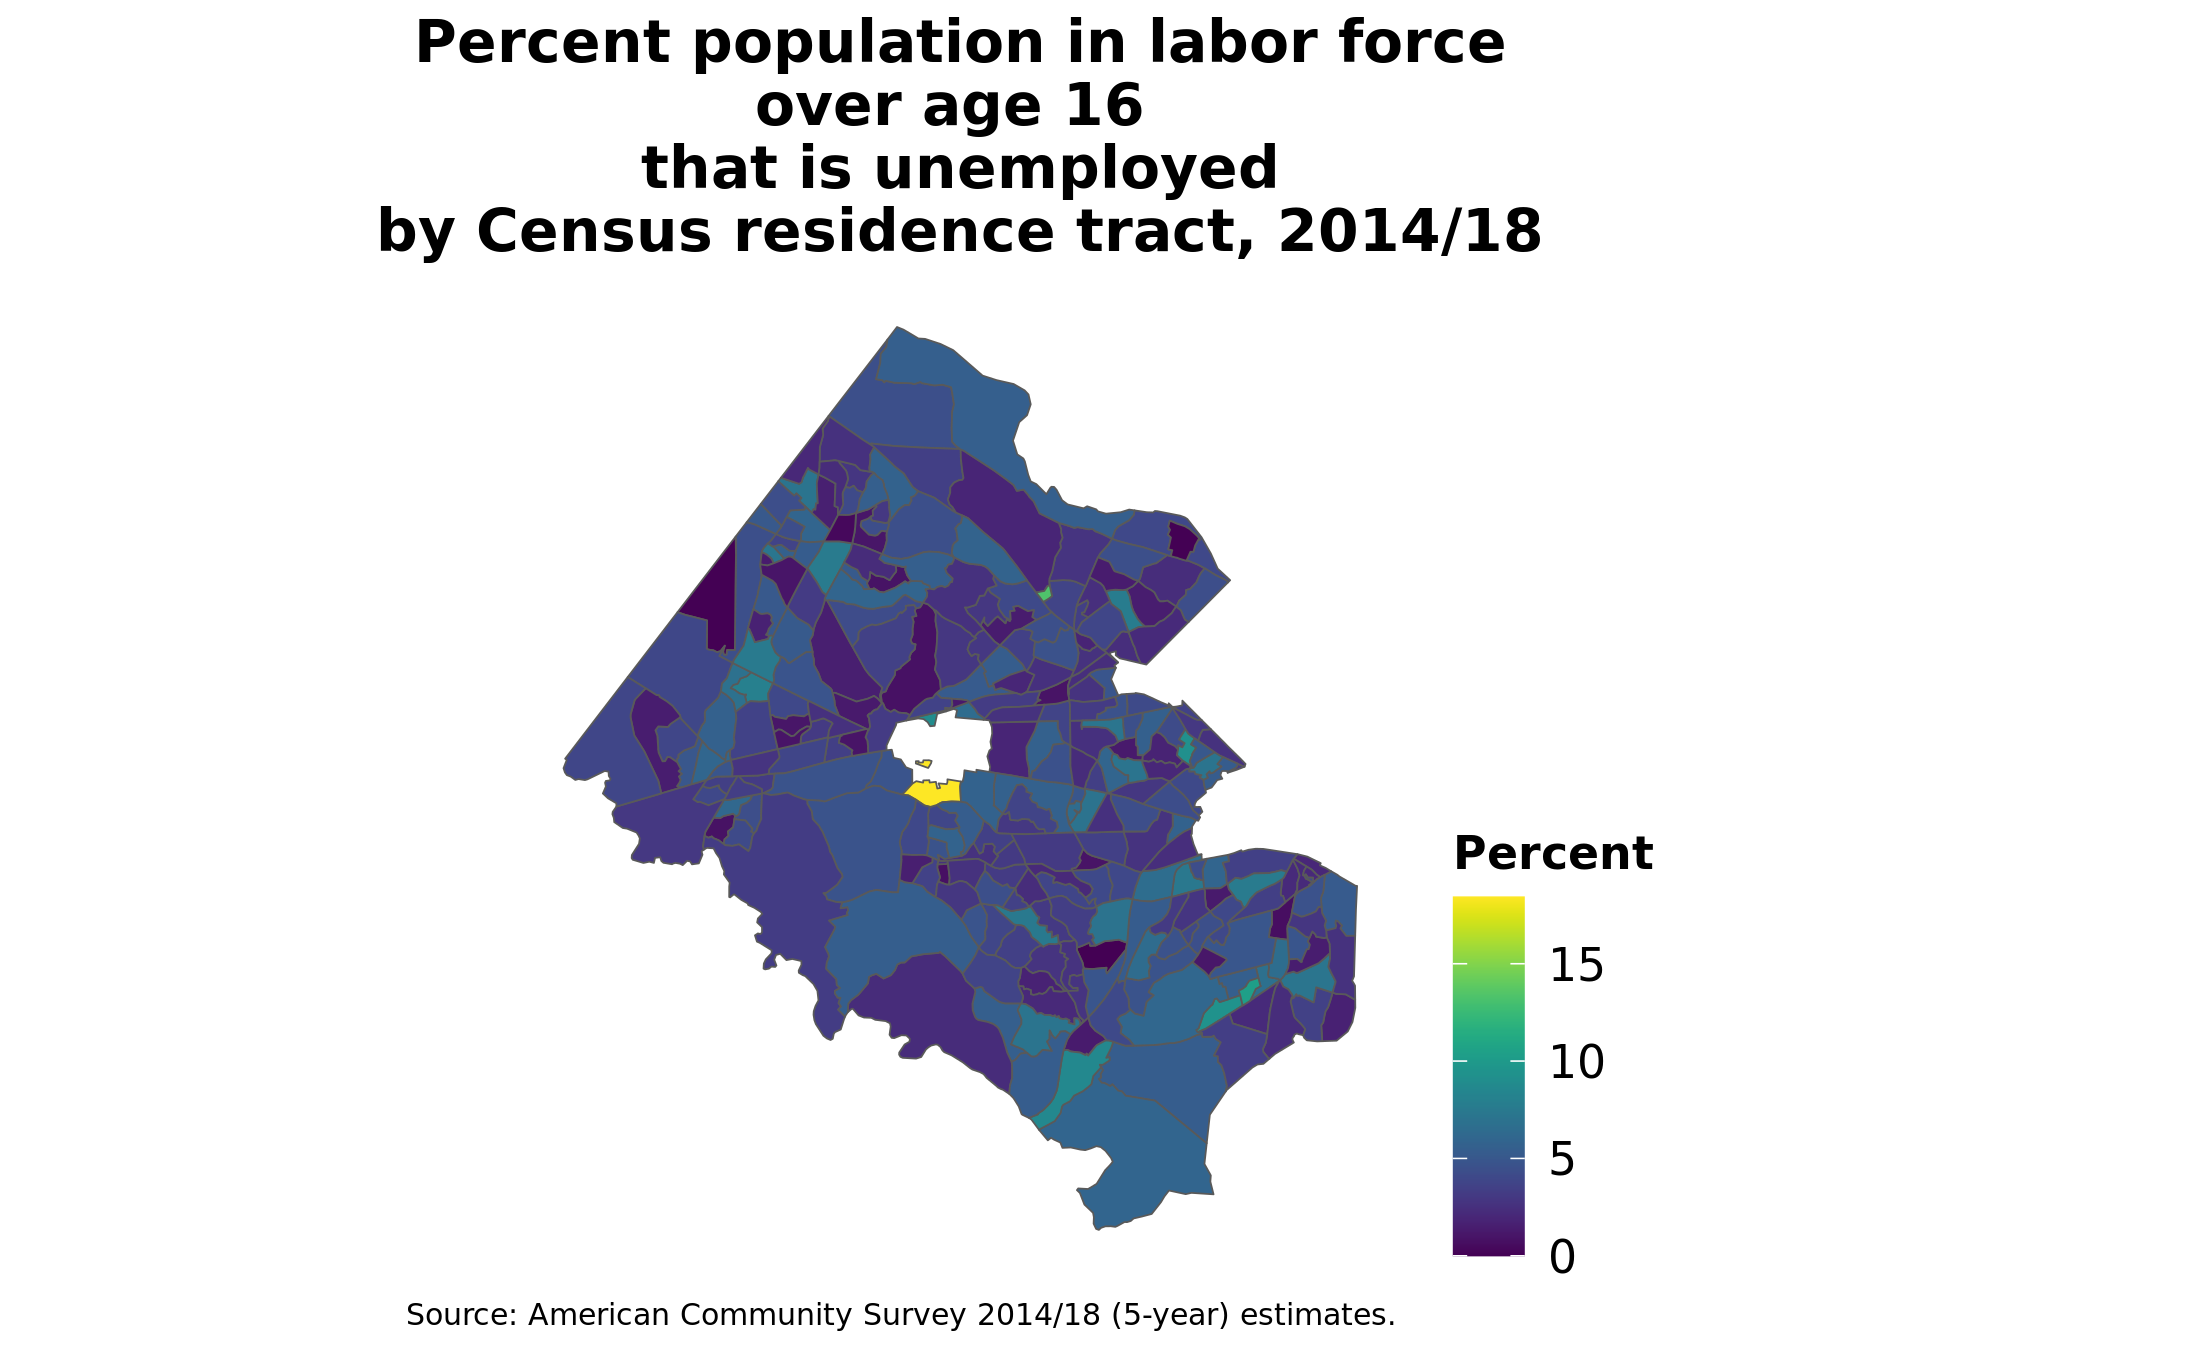 Percent population in labor force
over age 16
that is unemployed
by Census residence tract, 2014/18
Percent
15
10
5
0
Source: American Community Survey 2014/18 (5-year) estimates.